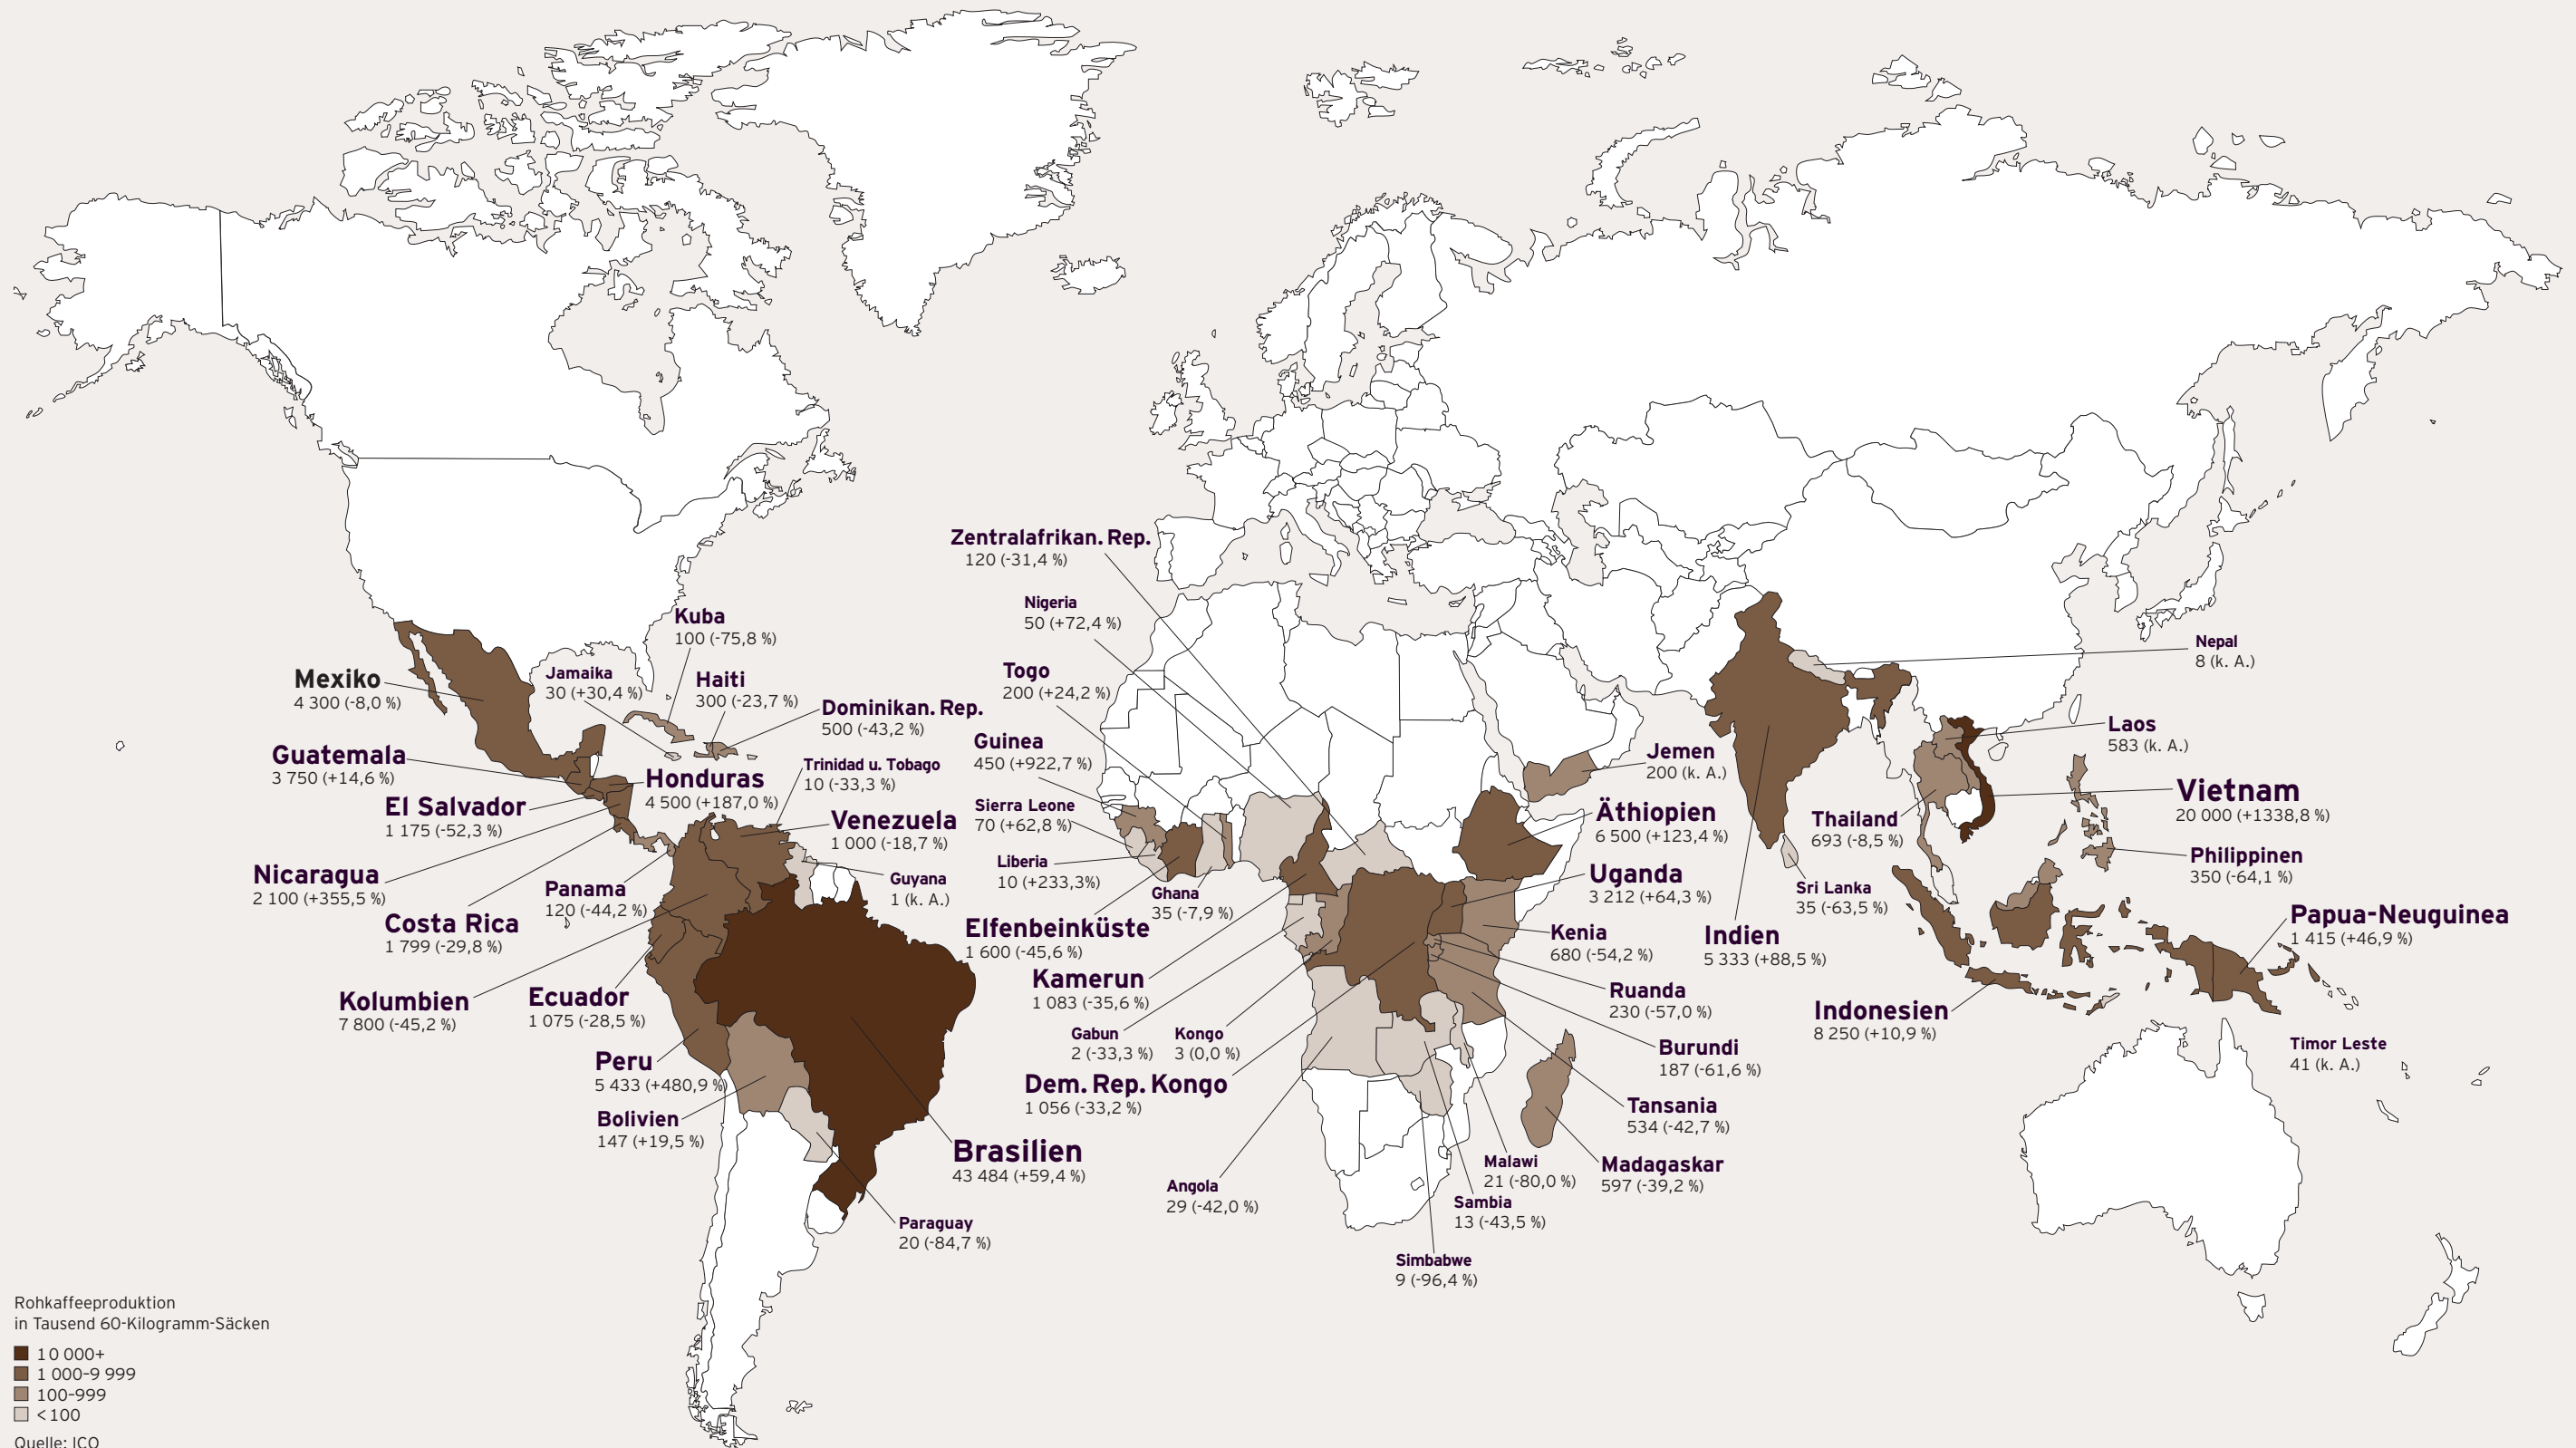 Zentralafrikan. Rep.
120 (-31,4 %)
Nigeria
50 (+72,4 %)
Kuba
100 (-75,8 %)
Nepal
8 (k. A.)
Mexiko
4 300 (-8,0 %)
Jamaika
30 (+30,4 %)
Haiti
300 (-23,7 %)
Togo
200 (+24,2 %)
Dominikan. Rep.
500 (-43,2 %)
Laos
583 (k. A.)
Guatemala
3 750 (+14,6 %)
Guinea
450 (+922,7 %)
Jemen
200 (k. A.)
Honduras
4 500 (+187,0 %)
Trinidad u. Tobago
10 (-33,3 %)
Vietnam
20 000 (+1338,8 %)
El Salvador
1 175 (-52,3 %)
Sierra Leone
70 (+62,8 %)
Venezuela
1 000 (-18,7 %)
Äthiopien
6 500 (+123,4 %)
Thailand
693 (-8,5 %)
Philippinen
350 (-64,1 %)
Liberia
10 (+233,3%)
Nicaragua
2 100 (+355,5 %)
Panama
120 (-44,2 %)
Guyana
1 (k. A.)
Ghana
35 (-7,9 %)
Uganda
3 212 (+64,3 %)
Sri Lanka
35 (-63,5 %)
Costa Rica
1 799 (-29,8 %)
Elfenbeinküste
1 600 (-45,6 %)
Kenia
680 (-54,2 %)
Indien
5 333 (+88,5 %)
Papua-Neuguinea
1 415 (+46,9 %)
Kamerun
1 083 (-35,6 %)
Kolumbien
7 800 (-45,2 %)
Ecuador
1 075 (-28,5 %)
Ruanda
230 (-57,0 %)
Indonesien
8 250 (+10,9 %)
Gabun
2 (-33,3 %)
Kongo
3 (0,0 %)
Burundi
187 (-61,6 %)
Timor Leste
41 (k. A.)
Peru
5 433 (+480,9 %)
Dem. Rep. Kongo
1 056 (-33,2 %)
Bolivien
147 (+19,5 %)
Tansania
534 (-42,7 %)
Brasilien
43 484 (+59,4 %)
Malawi
21 (-80,0 %)
Madagaskar
597 (-39,2 %)
Angola
29 (-42,0 %)
Sambia
13 (-43,5 %)
Paraguay
20 (-84,7 %)
Simbabwe
9 (-96,4 %)
Rohkaffeeproduktion
in Tausend 60-Kilogramm-Säcken
10 000+
1 000-9 999
100-999
<100
Quelle: ICO